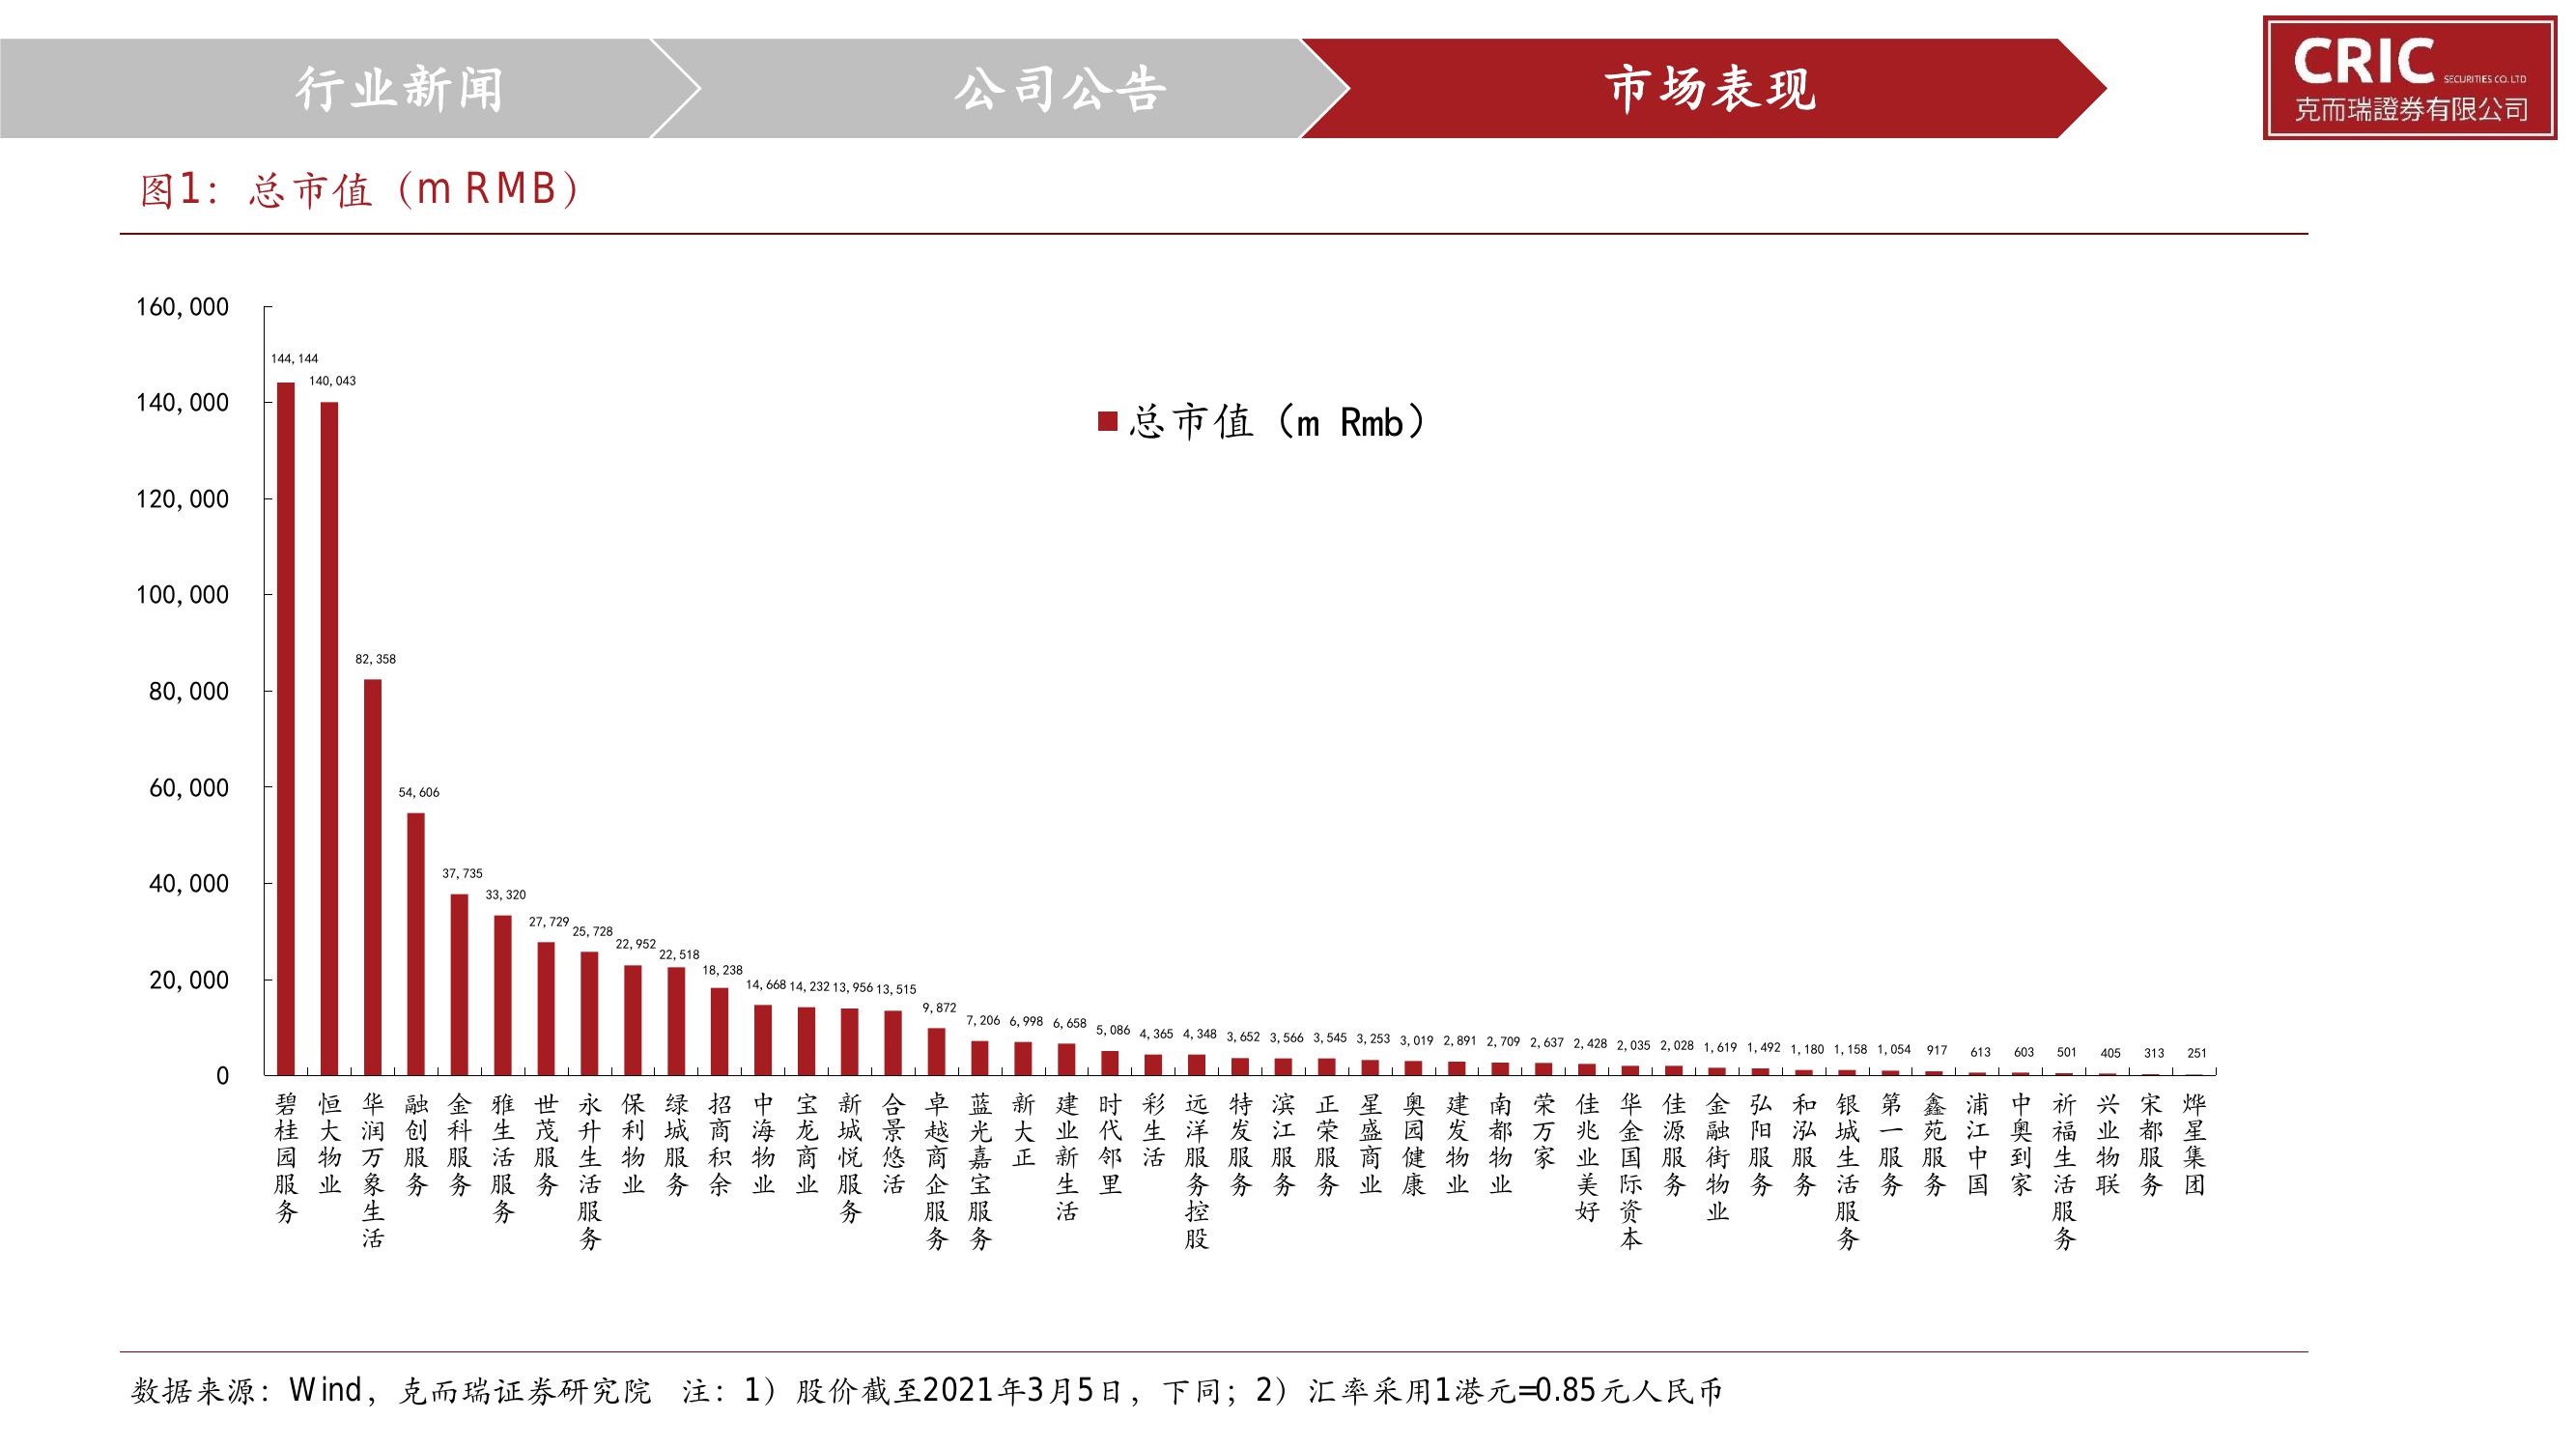 行业新闻
公司公告
市场表现
CRIC SECURITIES CO. LTD
克而瑞證券有限公司
图1：总市值（m RMB）
160,000
140,000
120,000
100,000
80,000
60,000
40,000
20,000
0
总市值（m Rmb）
144,144
140,043
82,358
54,606
37,735
33,320
27,729
25,728
22,952
22,518
18,238
14,668
14,232
13,956
13,515
9,872
7,206
6,998
6,658
5,086
4,365
4,348
3,652
3,566
3,545
3,253
3,019
2,891
2,709
2,637
2,428
2,035
2,028
1,619
1,492
1,180
1,158
1,054
917
613
603
501
405
313
251
碧桂园服务
恒大物业
华润万象生活
融创服务
金科服务
雅生活服务
世茂服务
永升生活服务
保利物业
绿城服务
招商积余
中海物业
宝龙商业
新城悦服务
合景悠活
卓越商企服务
蓝光嘉宝服务
新大正
建业新生活
时代邻里
彩生活
远洋服务控股
特发服务
滨江服务
正荣服务
星盛商业
奥园健康
建发物业
南都物业
荣万家
佳兆业美好
华金国际资本
佳源服务
金融街物业
弘阳服务
和泓服务
银城生活服务
第一服务
鑫苑服务
浦江中国
中奥到家
祈福生活服务
兴业物联
宋都服务
烨星集团
数据来源：Wind，克而瑞证券研究院 注：1）股价截至2021年3月5日，下同；2）汇率采用1港元=0.85元人民币